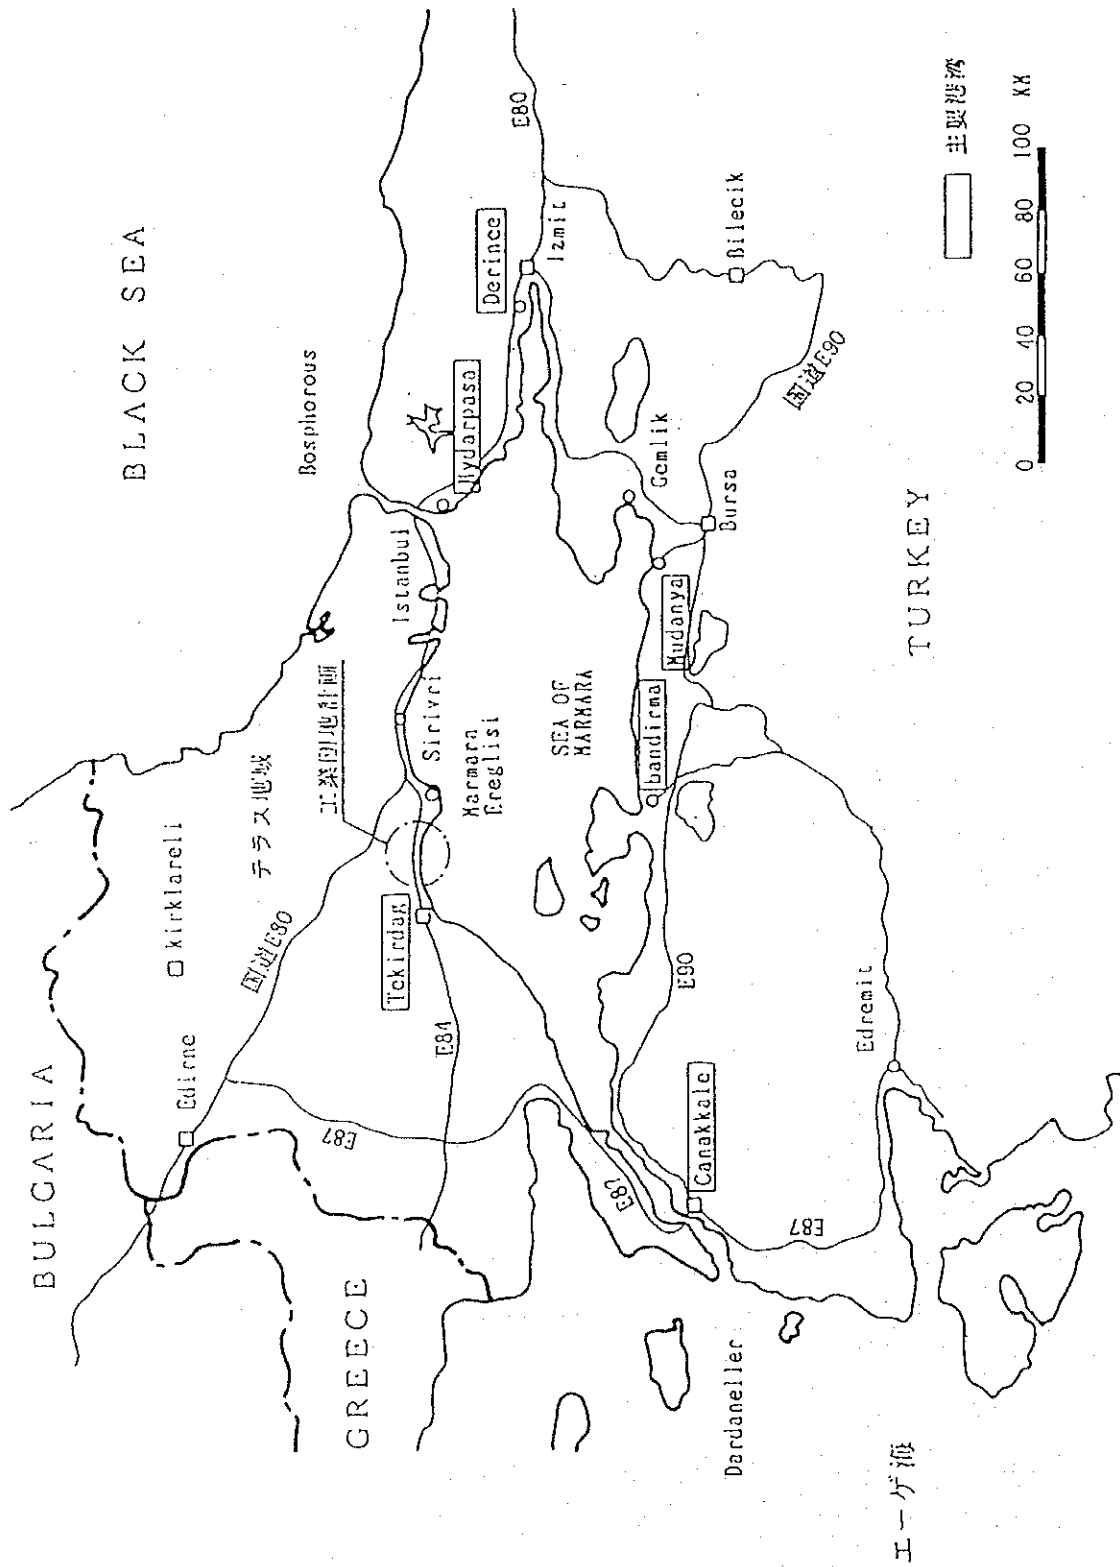 BULGARIA
BLACK SEA
kirklareli
Edirne
テラス地域
国道E80
Bosphorous
工業団地計画
E87
GREECE
Tekirdag
Istanbul
Sirivri
E84
Hydarpasa
Marmara
Ereglisi
Derince
E80
Izmit
SEA OF
MARMARA
E87
bandirma
Gemlik
Mudanya
E90
Canakkale
Bursa
Dardaneller
Bilecik
国道E90
E87
Edremit
エーゲ海
TURKEY
主要港湾
0 20 40 60 80 100 KM